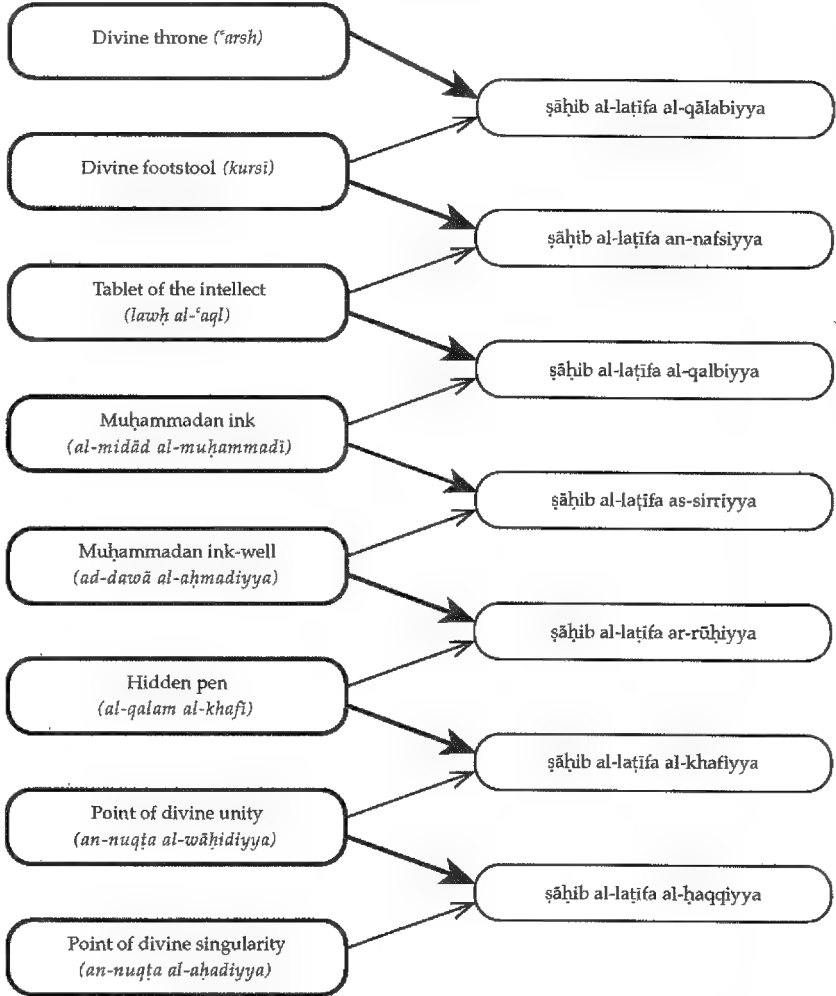 Divine throne (ʿarsh)
ṣāḥib al-laṭīfa al-qālabiyya
Divine footstool (kursī)
ṣāḥib al-laṭīfa an-nafsiyya
Tablet of the intellect
(lawḥ al-ʿaql)
ṣāḥib al-laṭīfa al-qalbiyya
Muḥammadan ink
(al-midād al-muḥammadī)
ṣāḥib al-laṭīfa as-sirriyya
Muḥammadan ink-well
(ad-dawā al-aḥmadiyya)
ṣāḥib al-laṭīfa ar-rūḥiyya
Hidden pen
(al-qalam al-khafī)
ṣāḥib al-laṭīfa al-khafiyya
Point of divine unity
(an-nuqṭa al-wāḥidiyya)
ṣāḥib al-laṭīfa al-ḥaqqiyya
Point of divine singularity
(an-nuqṭa al-aḥadiyya)